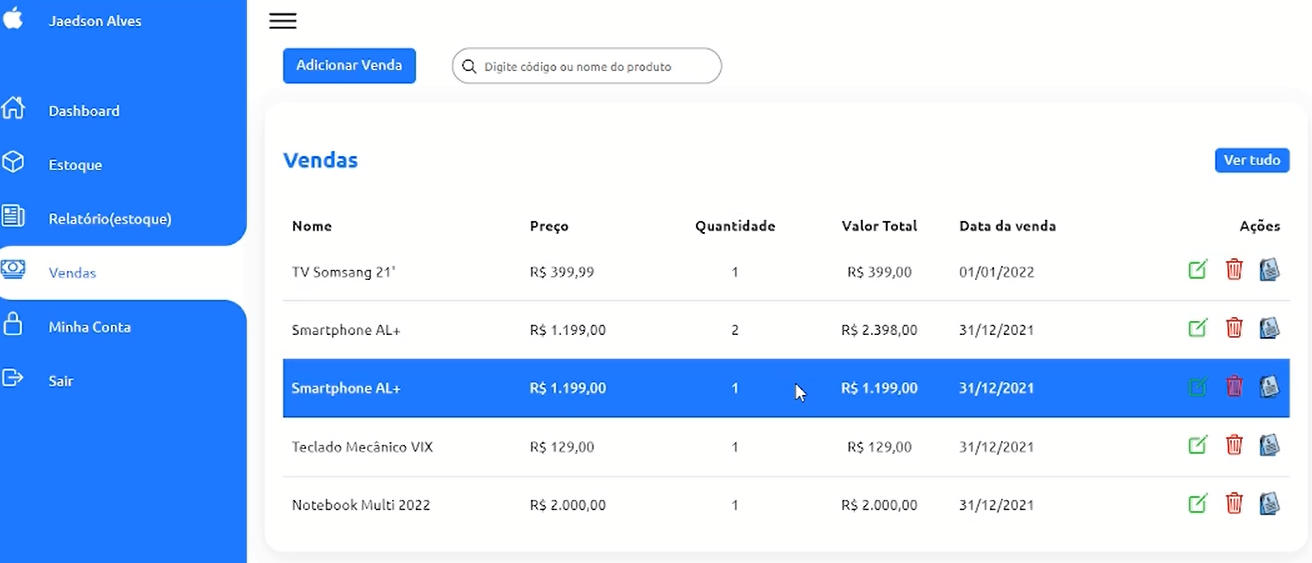 Jaedson Alves
Dashboard
Estoque
Relatório(estoque)
Vendas
Minha Conta
Sair
Adicionar Venda
Digite código ou nome do produto
Vendas
Ver tudo
Nome Preço Quantidade Valor Total Data da venda Ações
TV Somsang 21' R$ 399,99 1 R$ 399,00 01/01/2022
Smartphone AL+ R$ 1.199,00 2 R$ 2.398,00 31/12/2021
Smartphone AL+ R$ 1.199,00 1 R$ 1.199,00 31/12/2021
Teclado Mecânico VIX R$ 129,00 1 R$ 129,00 31/12/2021
Notebook Multi 2022 R$ 2.000,00 1 R$ 2.000,00 31/12/2021